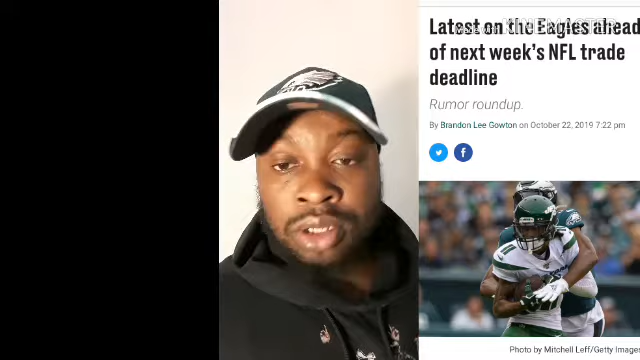 Latest on the Eagles ahead
of next week's NFL trade
deadline
Rumor roundup.
By Brandon Lee Gowton on October 22, 2019 7:22 pm
Photo by Mitchell Leff/Getty Images
KINEMASTER